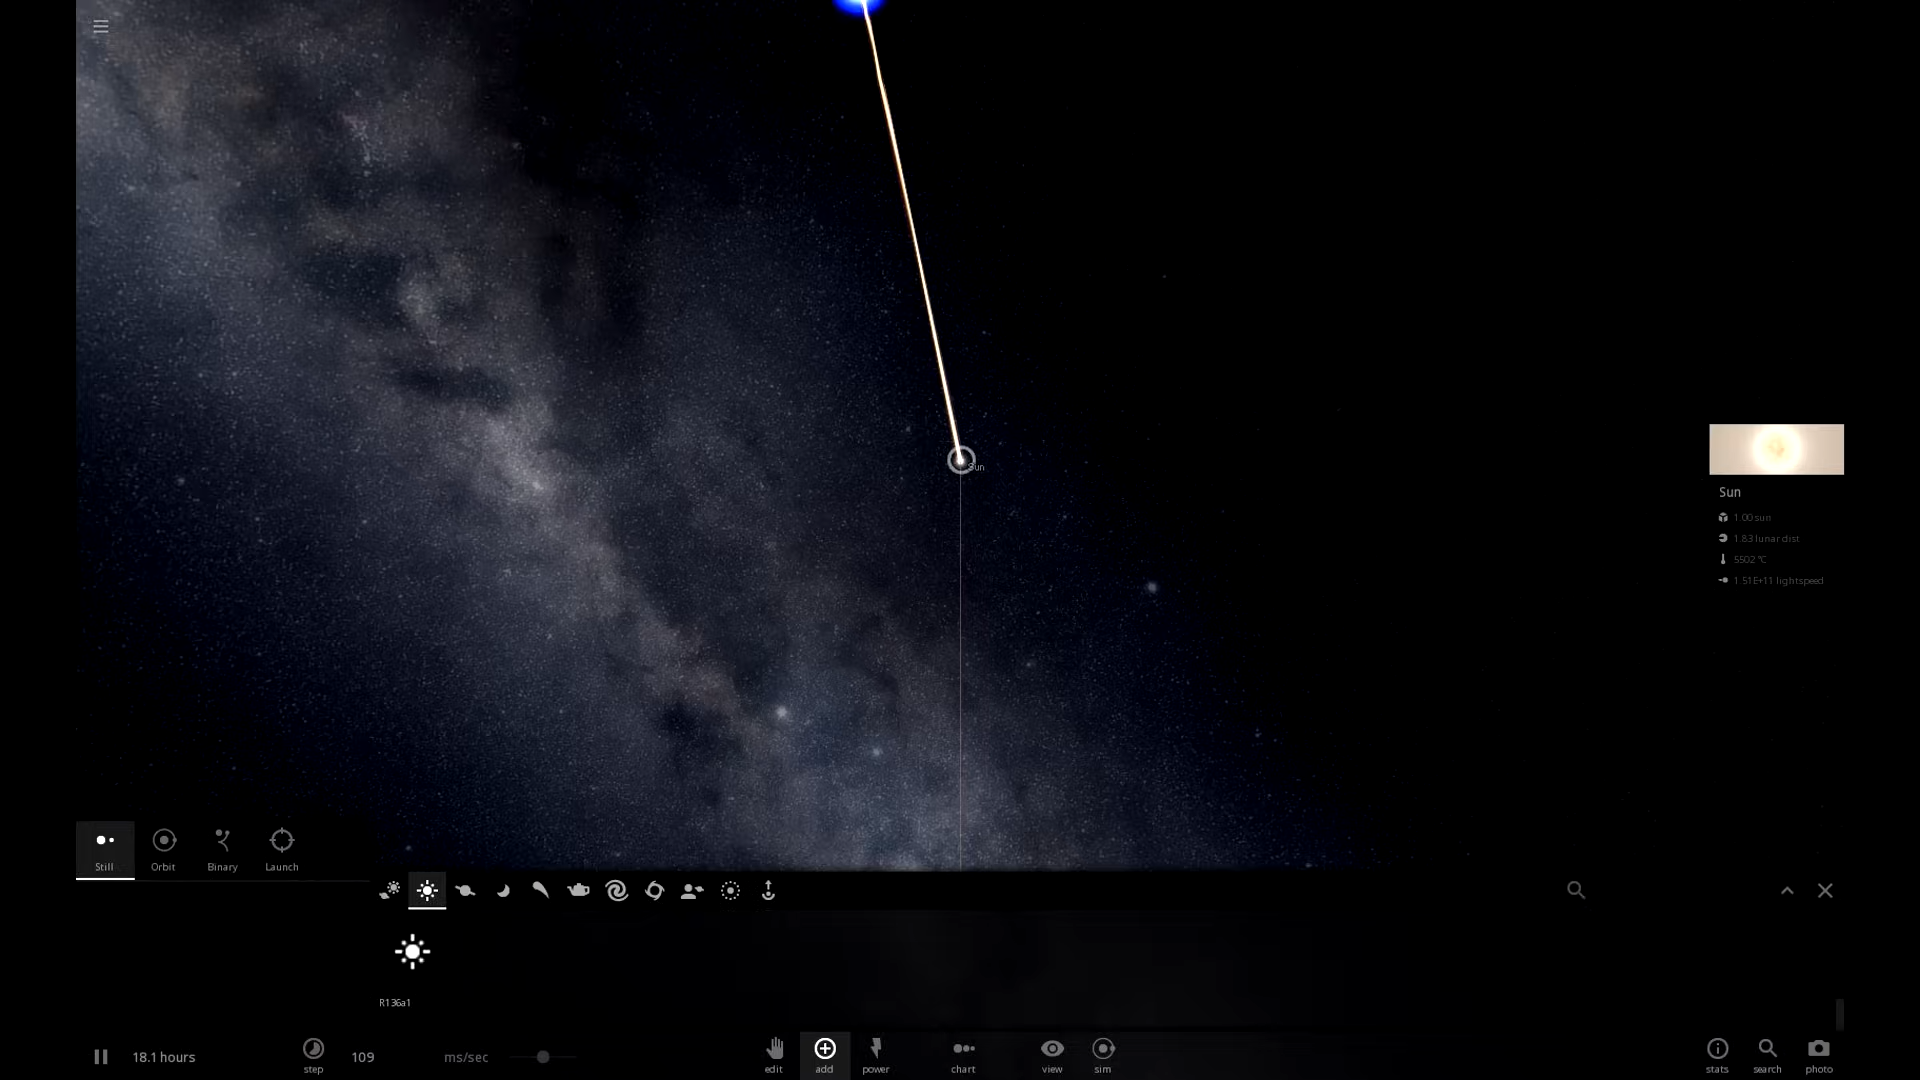 Sun
Sun
1.00 sun
1.83 lunar dist
5502 °C
1.51E+11 lightspeed
Still
Orbit
Binary
Launch
R136a1
18.1 hours
step
109
ms/sec
edit
add
power
chart
view
sim
stats
search
photo